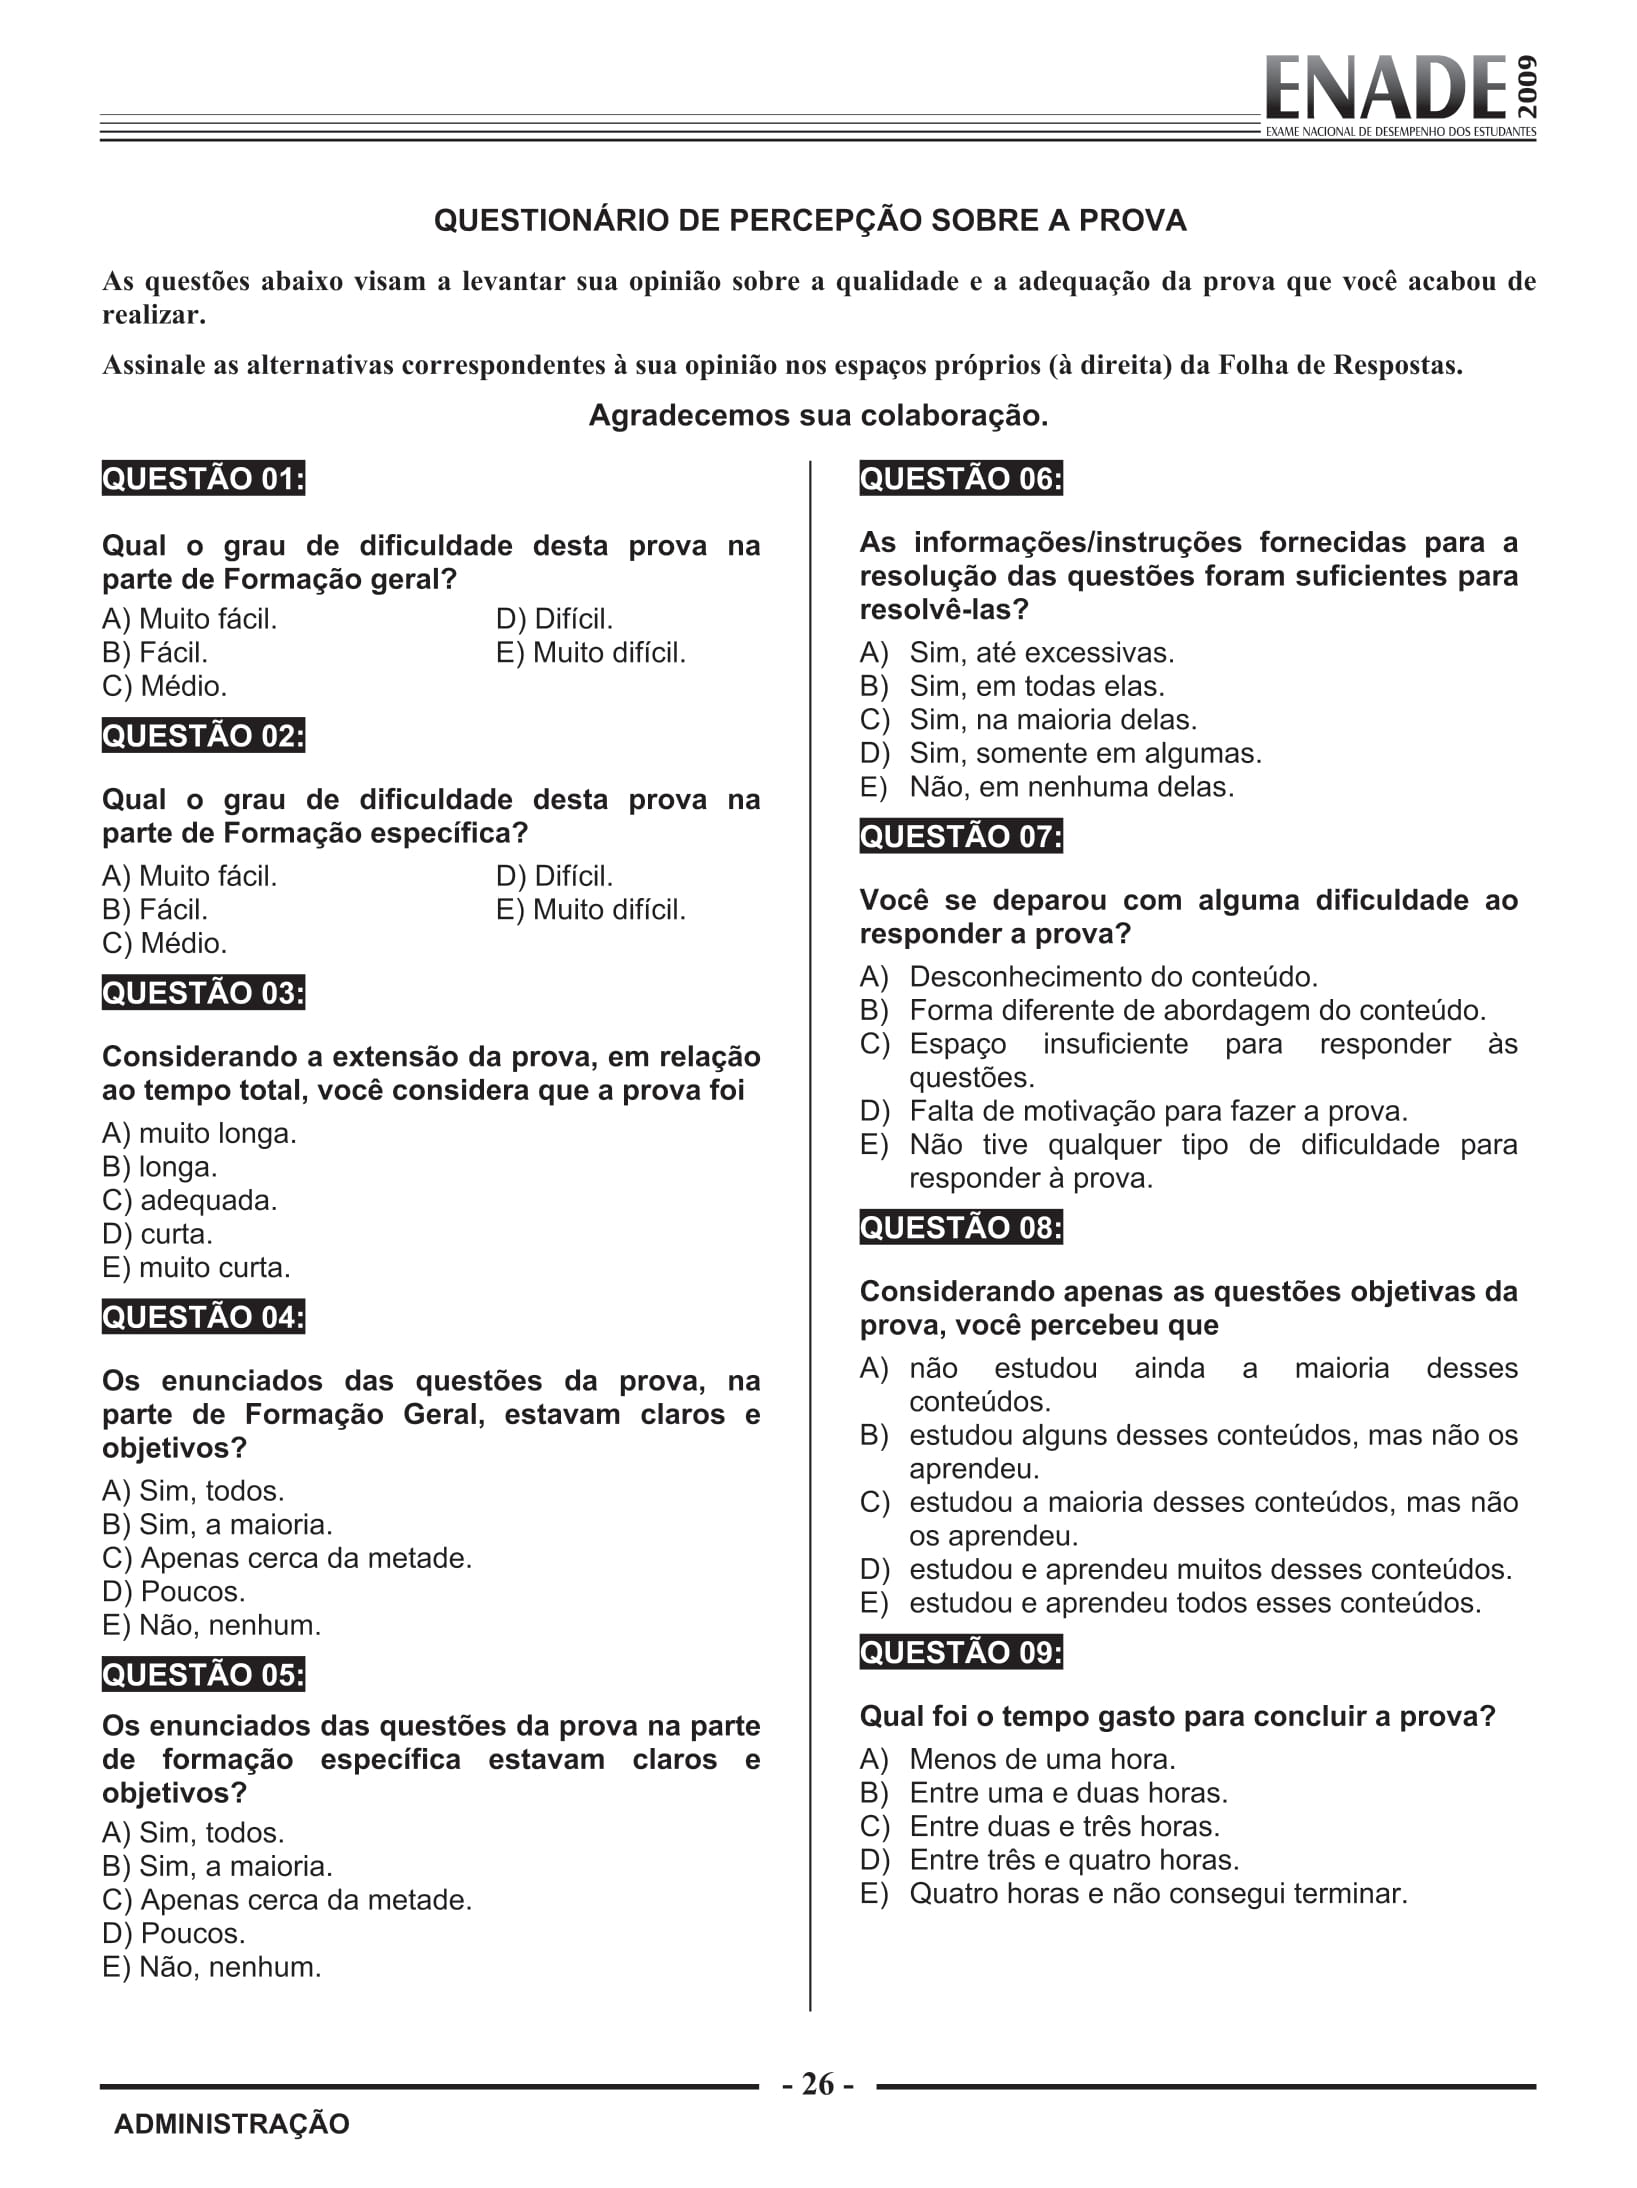 ENADE 2009
EXAME NACIONAL DE DESEMPENHO DOS ESTUDANTES
QUESTIONÁRIO DE PERCEPÇÃO SOBRE A PROVA
As questões abaixo visam a levantar sua opinião sobre a qualidade e a adequação da prova que você acabou de
realizar.
Assinale as alternativas correspondentes à sua opinião nos espaços próprios (à direita) da Folha de Respostas.
Agradecemos sua colaboração.
QUESTÃO 01:
Qual o grau de dificuldade desta prova na
parte de Formação geral?
A) Muito fácil.
B) Fácil.
C) Médio.
D) Difícil.
E) Muito difícil.
QUESTÃO 02:
Qual o grau de dificuldade desta prova na
parte de Formação específica?
A) Muito fácil.
B) Fácil.
C) Médio.
D) Difícil.
E) Muito difícil.
QUESTÃO 03:
Considerando a extensão da prova, em relação
ao tempo total, você considera que a prova foi
A) muito longa.
B) longa.
C) adequada.
D) curta.
E) muito curta.
QUESTÃO 04:
Os enunciados das questões da prova, na
parte de Formação Geral, estavam claros e
objetivos?
A) Sim, todos.
B) Sim, a maioria.
C) Apenas cerca da metade.
D) Poucos.
E) Não, nenhum.
QUESTÃO 05:
Os enunciados das questões da prova na parte
de formação específica estavam claros e
objetivos?
A) Sim, todos.
B) Sim, a maioria.
C) Apenas cerca da metade.
D) Poucos.
E) Não, nenhum.
QUESTÃO 06:
As informações/instruções fornecidas para a
resolução das questões foram suficientes para
resolvê-las?
A) Sim, até excessivas.
B) Sim, em todas elas.
C) Sim, na maioria delas.
D) Sim, somente em algumas.
E) Não, em nenhuma delas.
QUESTÃO 07:
Você se deparou com alguma dificuldade ao
responder a prova?
A) Desconhecimento do conteúdo.
B) Forma diferente de abordagem do conteúdo.
C) Espaço insuficiente para responder às
questões.
D) Falta de motivação para fazer a prova.
E) Não tive qualquer tipo de dificuldade para
responder à prova.
QUESTÃO 08:
Considerando apenas as questões objetivas da
prova, você percebeu que
A) não estudou ainda a maioria desses
conteúdos.
B) estudou alguns desses conteúdos, mas não os
aprendeu.
C) estudou a maioria desses conteúdos, mas não
os aprendeu.
D) estudou e aprendeu muitos desses conteúdos.
E) estudou e aprendeu todos esses conteúdos.
QUESTÃO 09:
Qual foi o tempo gasto para concluir a prova?
A) Menos de uma hora.
B) Entre uma e duas horas.
C) Entre duas e três horas.
D) Entre três e quatro horas.
E) Quatro horas e não consegui terminar.
- 26 -
ADMINISTRAÇÃO